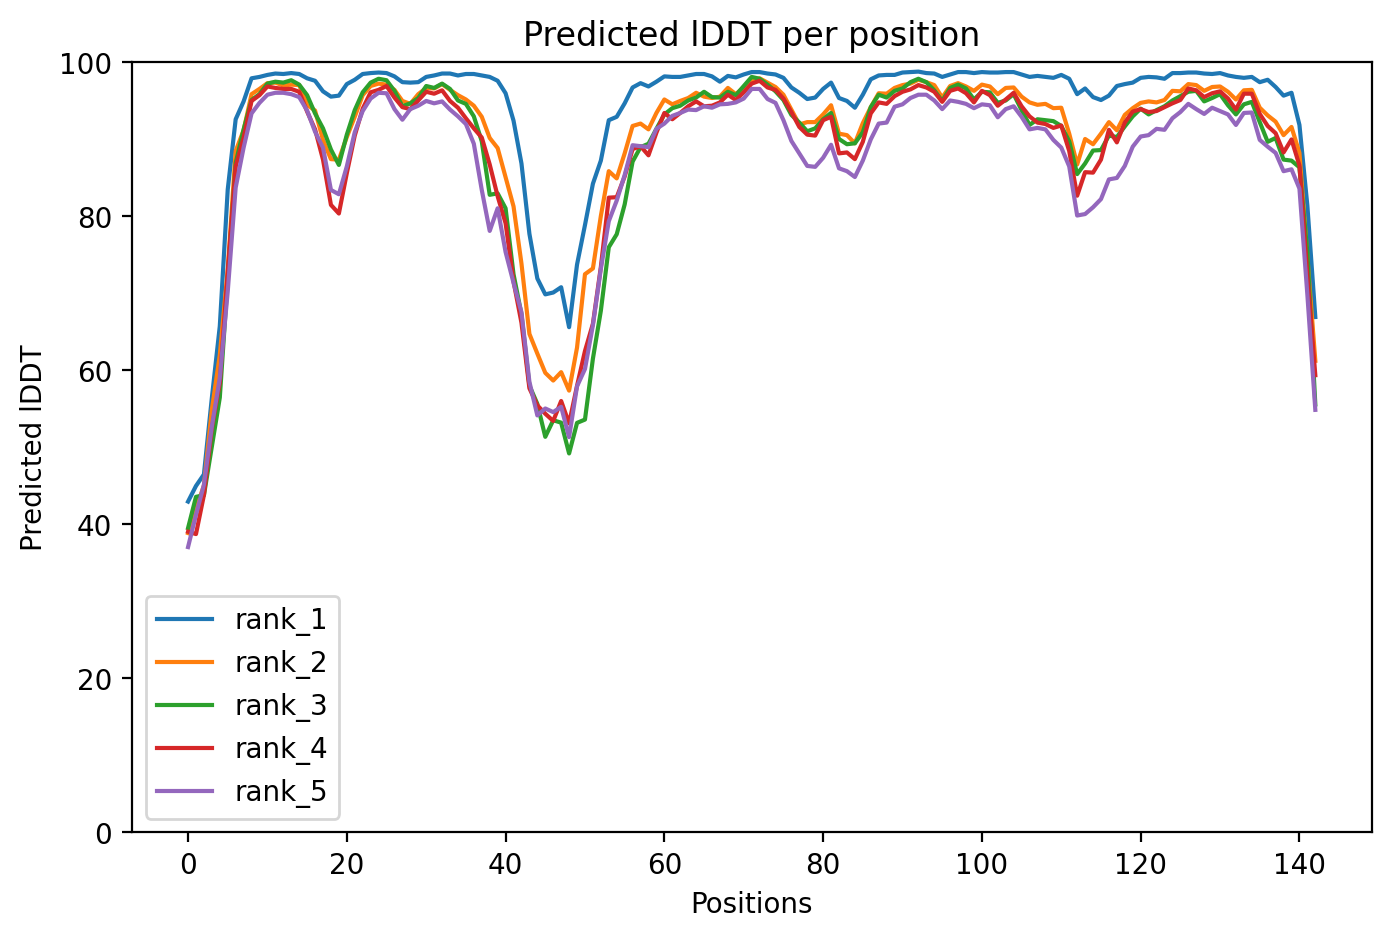 Predicted lDDT per position
100
80
60
40
20
0
Predicted lDDT
rank_1
rank_2
rank_3
rank_4
rank_5
0 20 40 60 80 100 120 140
Positions